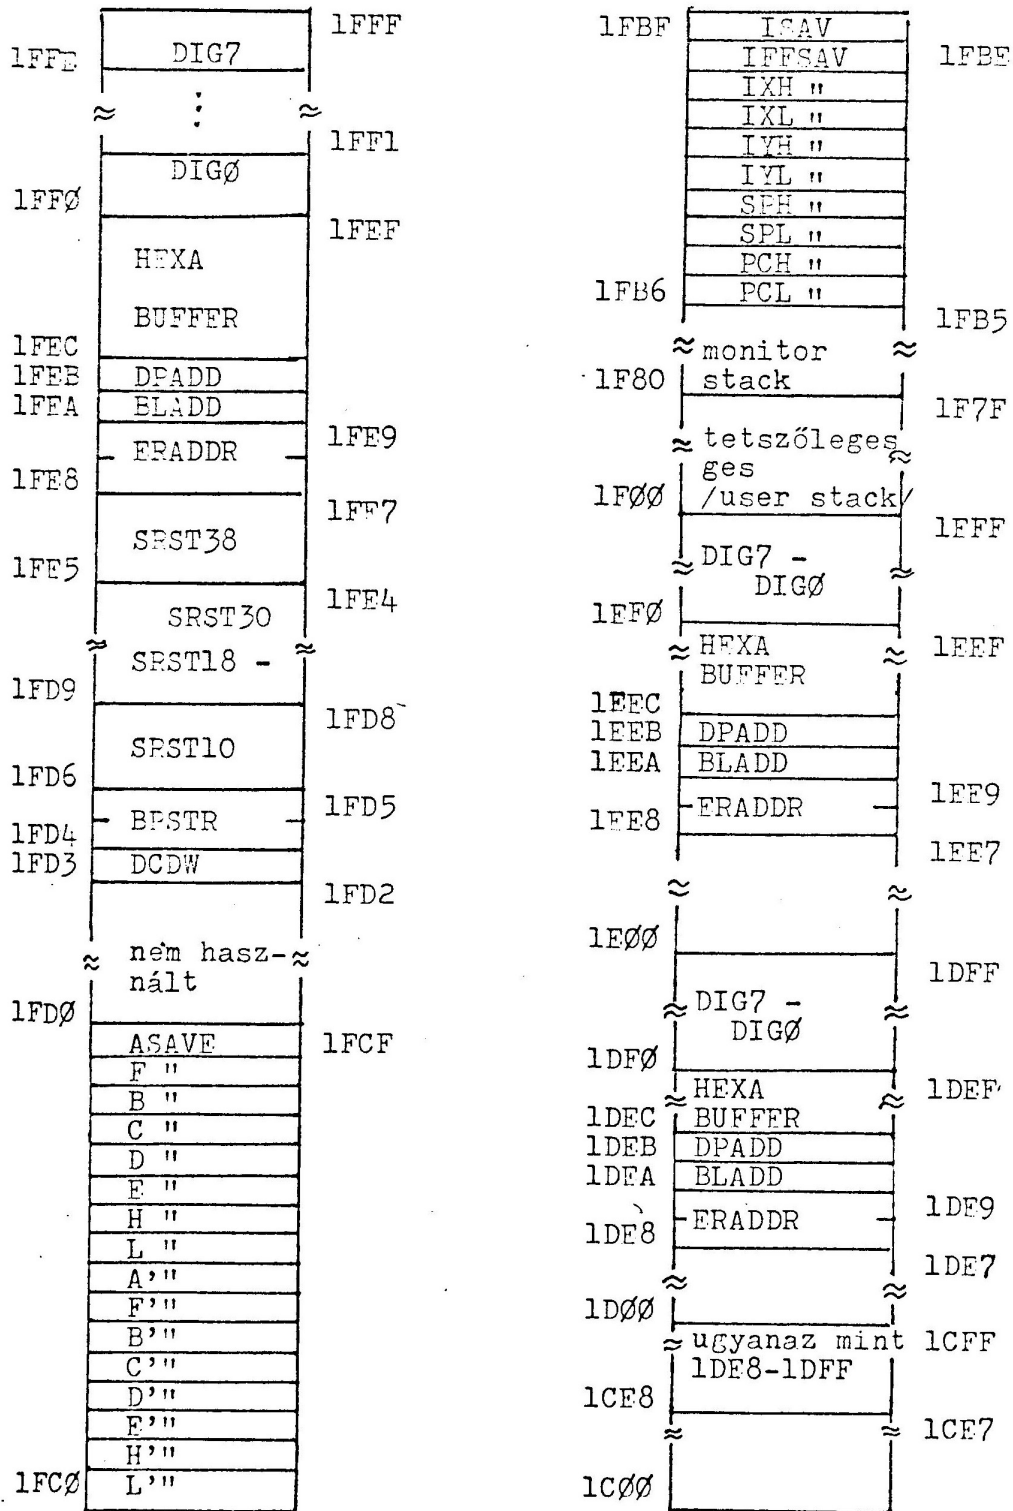 1FFF
1FFE DIG7
1FF1
DIGØ
1FFØ
1FEF
HEXA
BUFFER
1FEC
1FEB DPADD
1FEA BLADD
1FE9
ERADDR
1FE8
1FF7
SRST38
1FE5
1FE4
SRST30
SRST18 -
1FD9
1FD8
SRST10
1FD6
1FD5
BPSTR
1FD4
1FD3 DCDW
1FD2
nem hasz-
nált
1FDØ
ASAVE 1FCF
F "
B "
C "
D "
E "
H "
L "
A'"
F'"
B'"
C'"
D'"
E'"
H'"
1FCØ L'"
1FBF ISAV
IFFSAV 1FBE
IXH "
IXL "
IYH "
IYL "
SPH "
SPL "
PCH "
1FB6 PCL "
1FB5
monitor
1F80 stack
1F7F
tetszőleges
ges
1FØØ /user stack/
1FFF
DIG7 -
DIGØ
1EFØ
HEXA 1EEF
BUFFER
1EEC
1EEB DPADD
1EEA BLADD
1EE9
ERADDR
1EE8
1EE7
1EØØ
1DFF
DIG7 -
DIGØ
1DFØ
HEXA 1DEF
1DEC BUFFER
1DEB DPADD
1DEA BLADD
1DE9
ERADDR
1DE8
1DE7
1DØØ
ugyanaz mint 1CFF
1DE8-1DFF
1CE8
1CE7
1CØØ